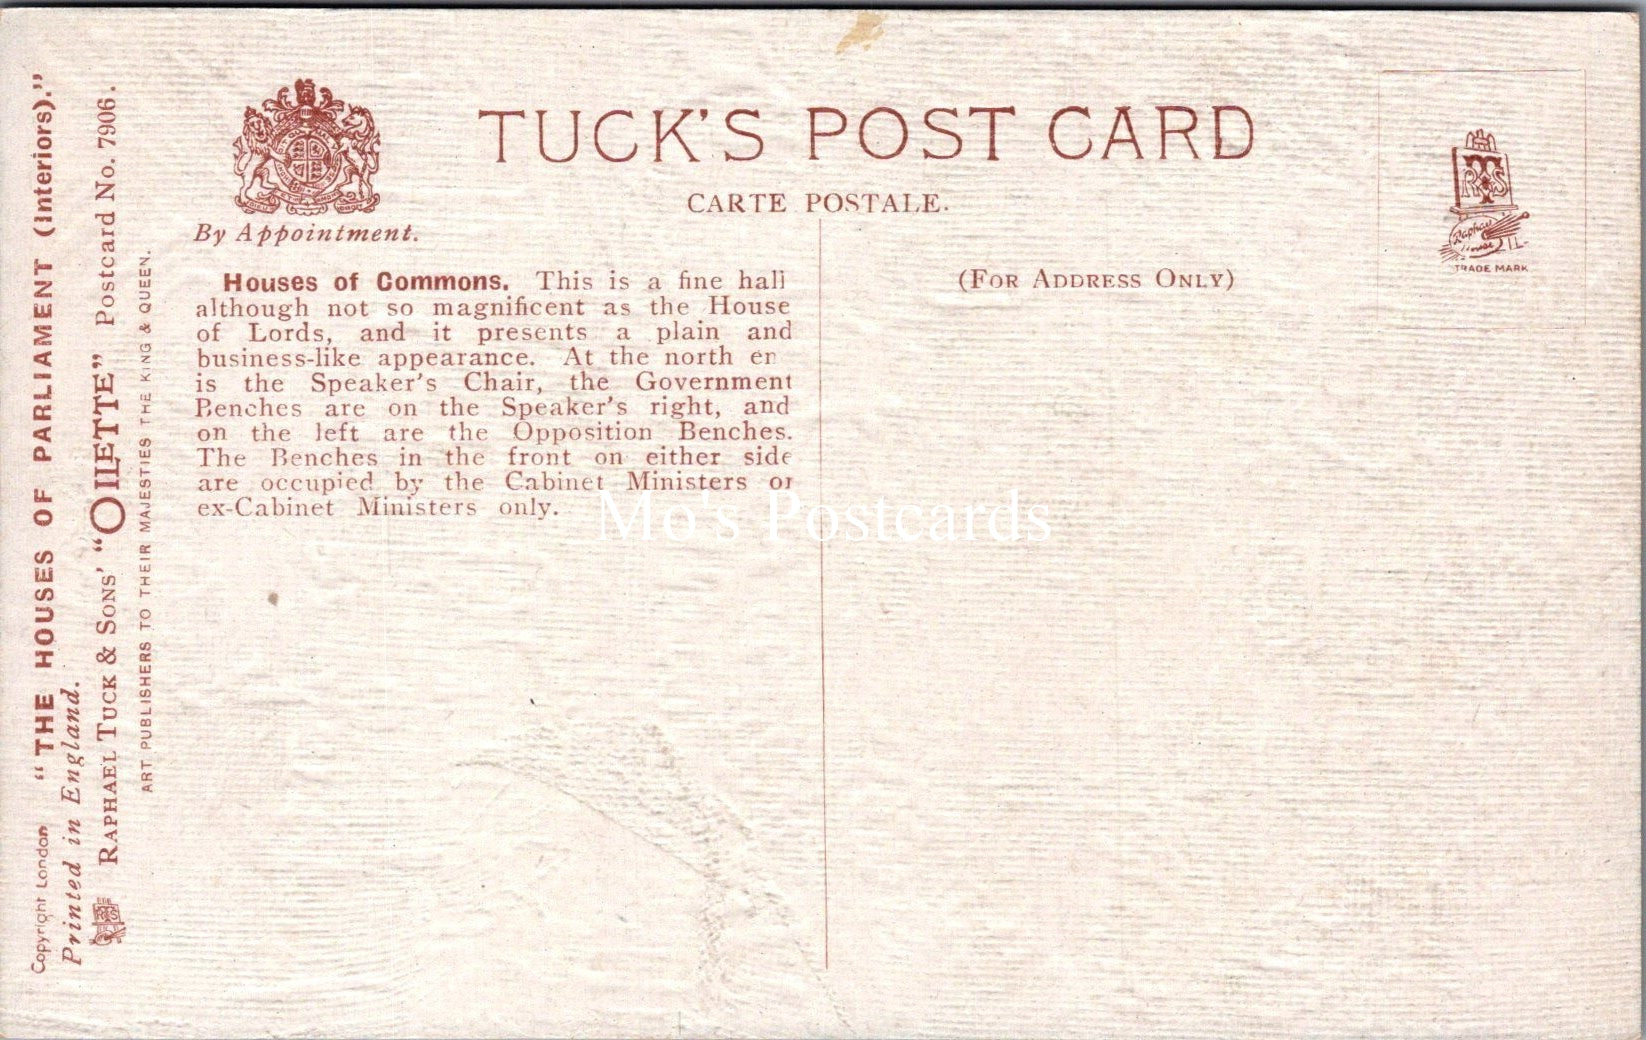 TUCK'S POST CARD
CARTE POSTALE.
By Appointment.
(FOR ADDRESS ONLY)
TRADE MARK
Houses of Commons. This is a fine hall
although not so magnificent as the House
of Lords, and it presents a plain and
business-like appearance. At the north en
is the Speaker's Chair, the Government
Benches are on the Speaker's right, and
on the left are the Opposition Benches.
The Benches in the front on either side
are occupied by the Cabinet Ministers or
ex-Cabinet Ministers only.
Copyright London "THE HOUSES OF PARLIAMENT (Interiors)."
Printed in England.
RAPHAEL TUCK & SONS' "OILETTE" Postcard No. 7906.
ART PUBLISHERS TO THEIR MAJESTIES THE KING & QUEEN.
Mo's Postcards